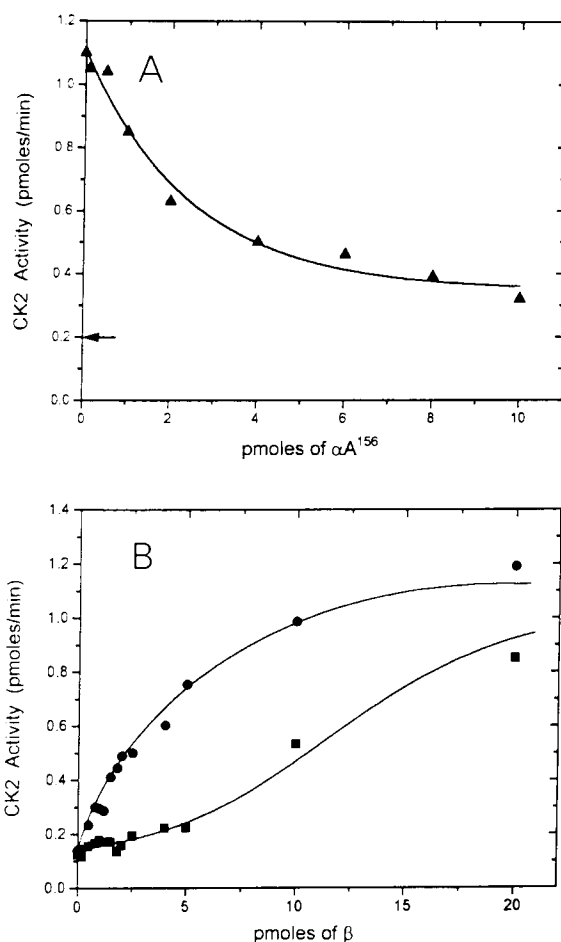 A
CK2 Activity (pmoles/min)
1.2
1.0
0.8
0.6
0.4
0.2
0.0
0 2 4 6 8 10
pmoles of αA¹⁵⁶
B
CK2 Activity (pmoles/min)
1.4
1.2
1.0
0.8
0.6
0.4
0.2
0.0
0 5 10 15 20
pmoles of β